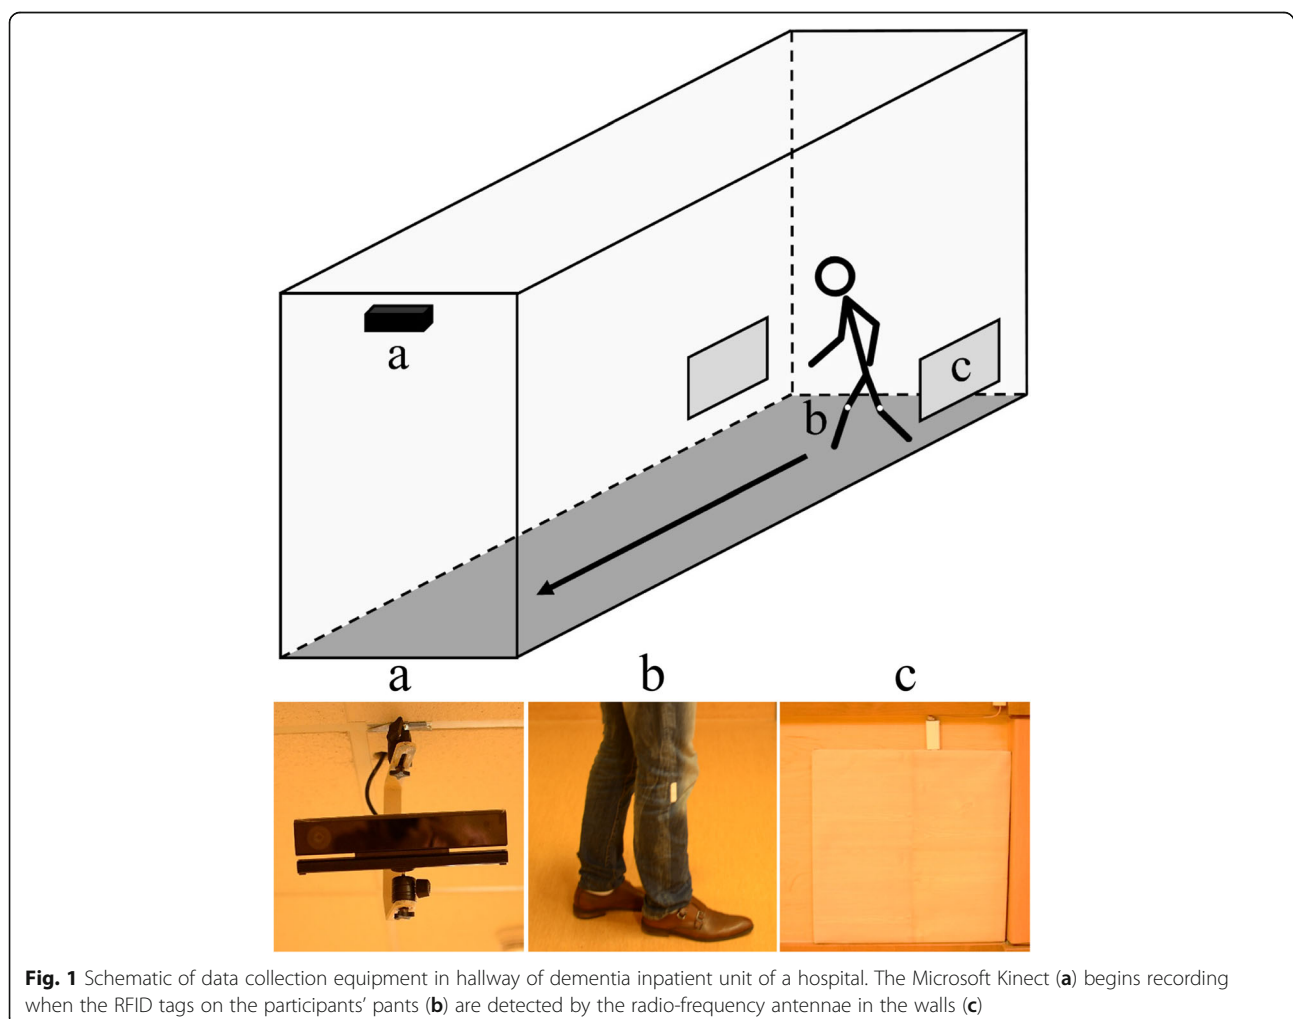 a
c
b
a b c
Fig. 1 Schematic of data collection equipment in hallway of dementia inpatient unit of a hospital. The Microsoft Kinect (a) begins recording
when the RFID tags on the participants’ pants (b) are detected by the radio-frequency antennae in the walls (c)